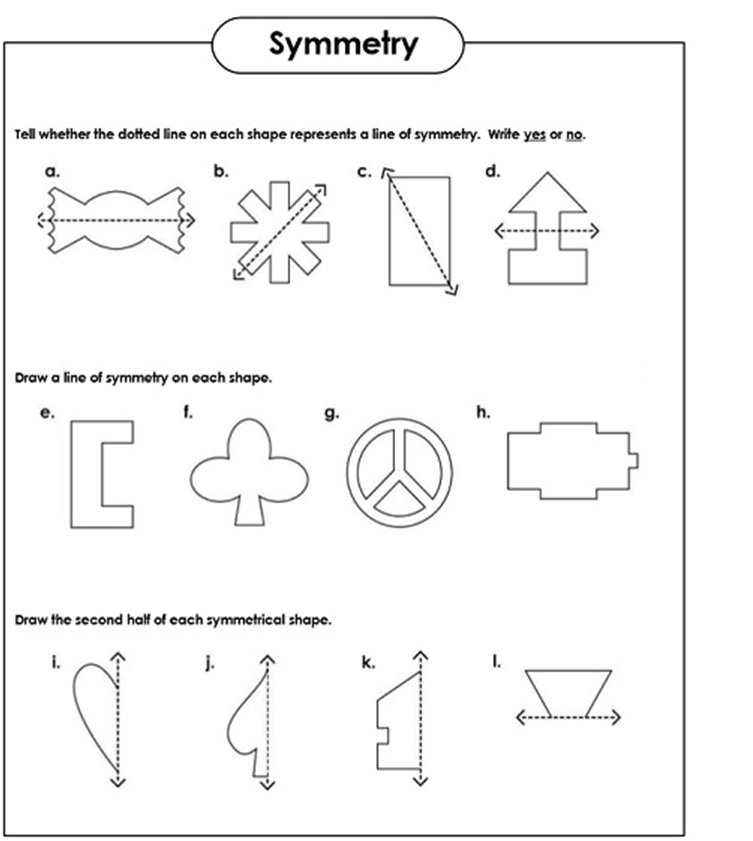 Symmetry
Tell whether the dotted line on each shape represents a line of symmetry. Write yes or no.
a. b. c. d.
Draw a line of symmetry on each shape.
e. f. g. h.
Draw the second half of each symmetrical shape.
i. j. k. l.